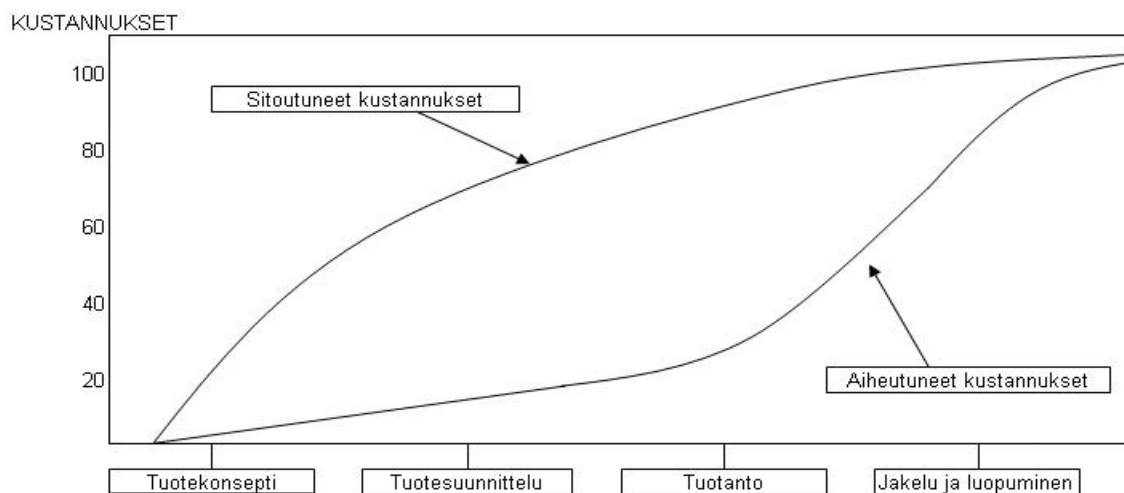 KUSTANNUKSET
100
Sitoutuneet kustannukset
80
60
40
20
Aiheutuneet kustannukset
Tuotekonsepti
Tuotesuunnittelu
Tuotanto
Jakelu ja luopuminen